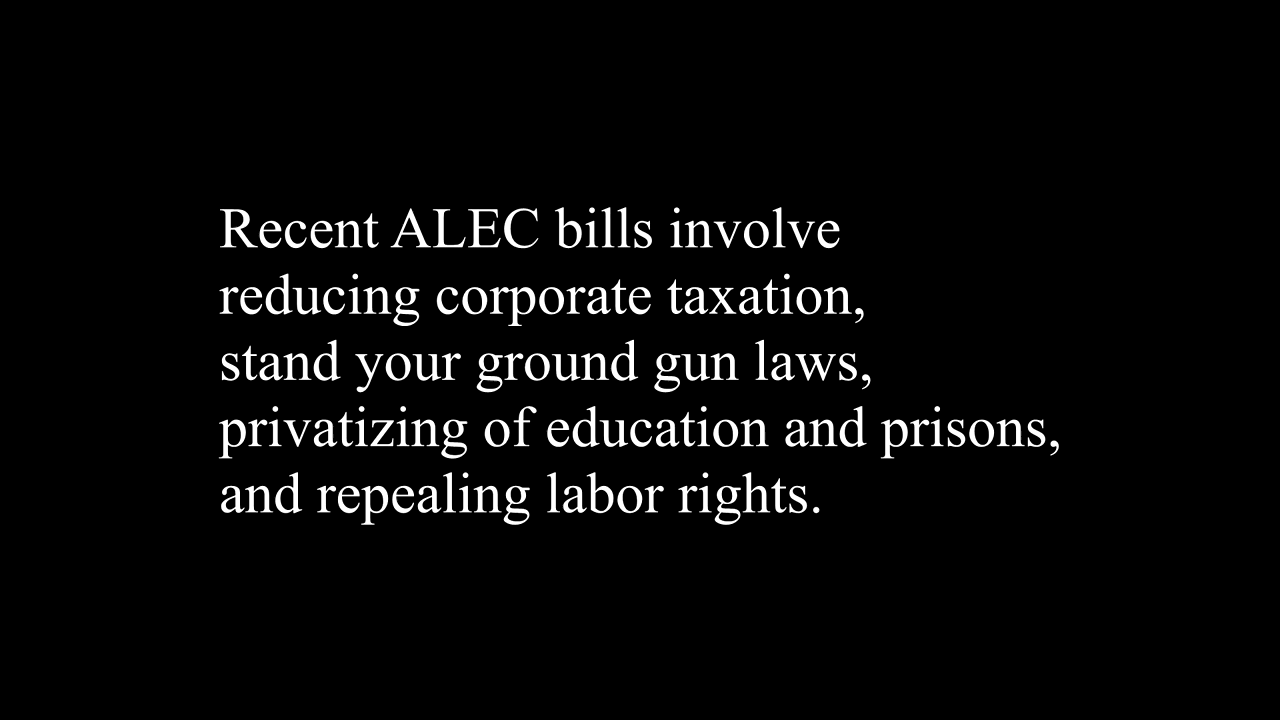 Recent ALEC bills involve
reducing corporate taxation,
stand your ground gun laws,
privatizing of education and prisons,
and repealing labor rights.